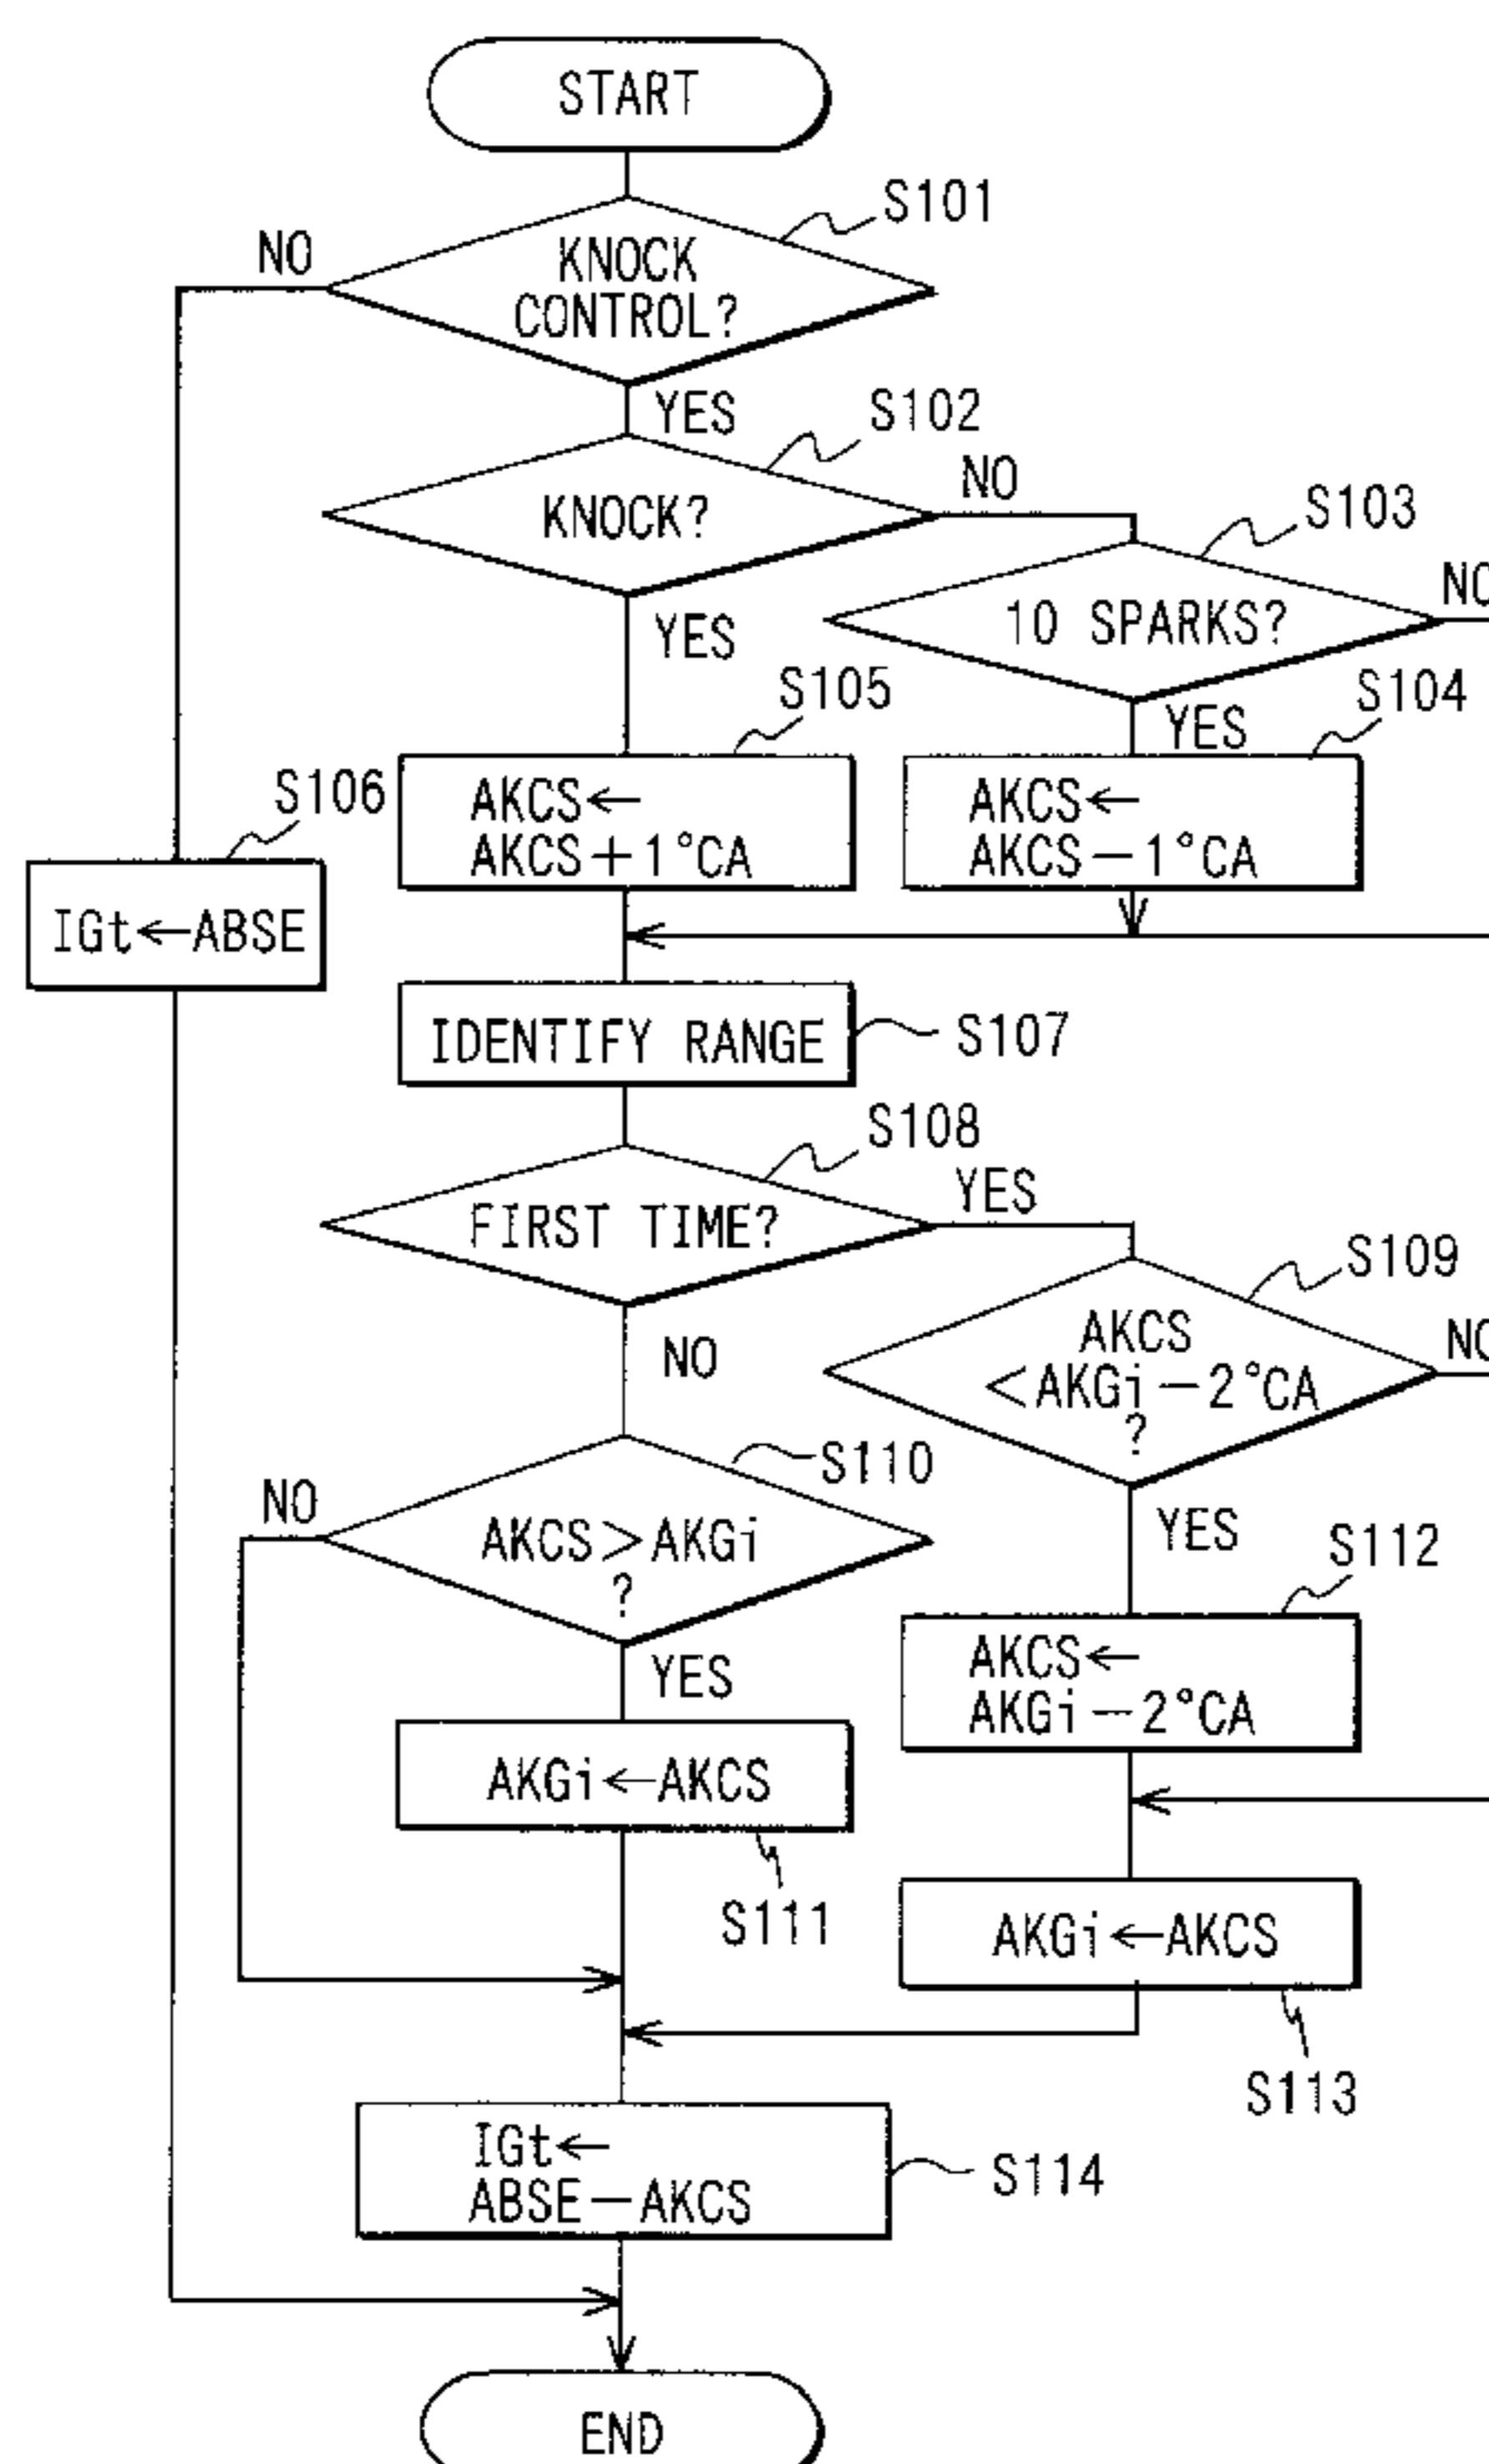 START
S101
NO
KNOCK
CONTROL?
YES
S102
NO
KNOCK?
S103
NO
10 SPARKS?
YES
S105
S104
YES
S106
AKCS←
AKCS+1°CA
AKCS←
AKCS−1°CA
IGt←ABSE
IDENTIFY RANGE
S107
S108
YES
FIRST TIME?
S109
NO
AKCS
<AKGi−2°CA
?
NO
S110
NO
AKCS>AKGi
?
YES
S112
YES
AKCS←
AKGi−2°CA
AKGi←AKCS
S111
AKGi←AKCS
S113
IGt←
ABSE−AKCS
S114
END